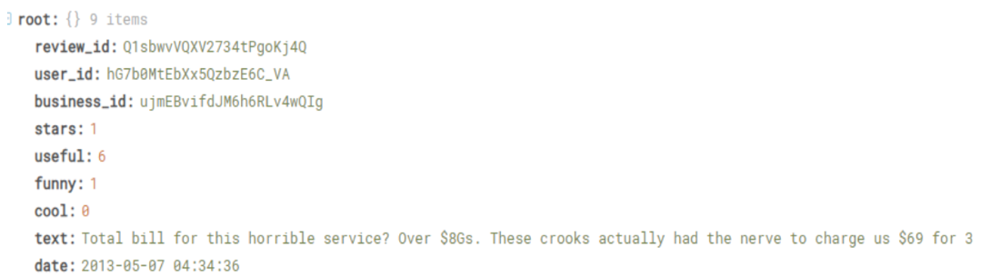 root: {} 9 items
review_id: Q1sbwvVQXV2734tPgoKj4Q
user_id: hG7b0MtEbXx5QzbzE6C_VA
business_id: ujmEBvifdJM6h6RLv4wQIg
stars: 1
useful: 6
funny: 1
cool: 0
text: Total bill for this horrible service? Over $8Gs. These crooks actually had the nerve to charge us $69 for 3
date: 2013-05-07 04:34:36